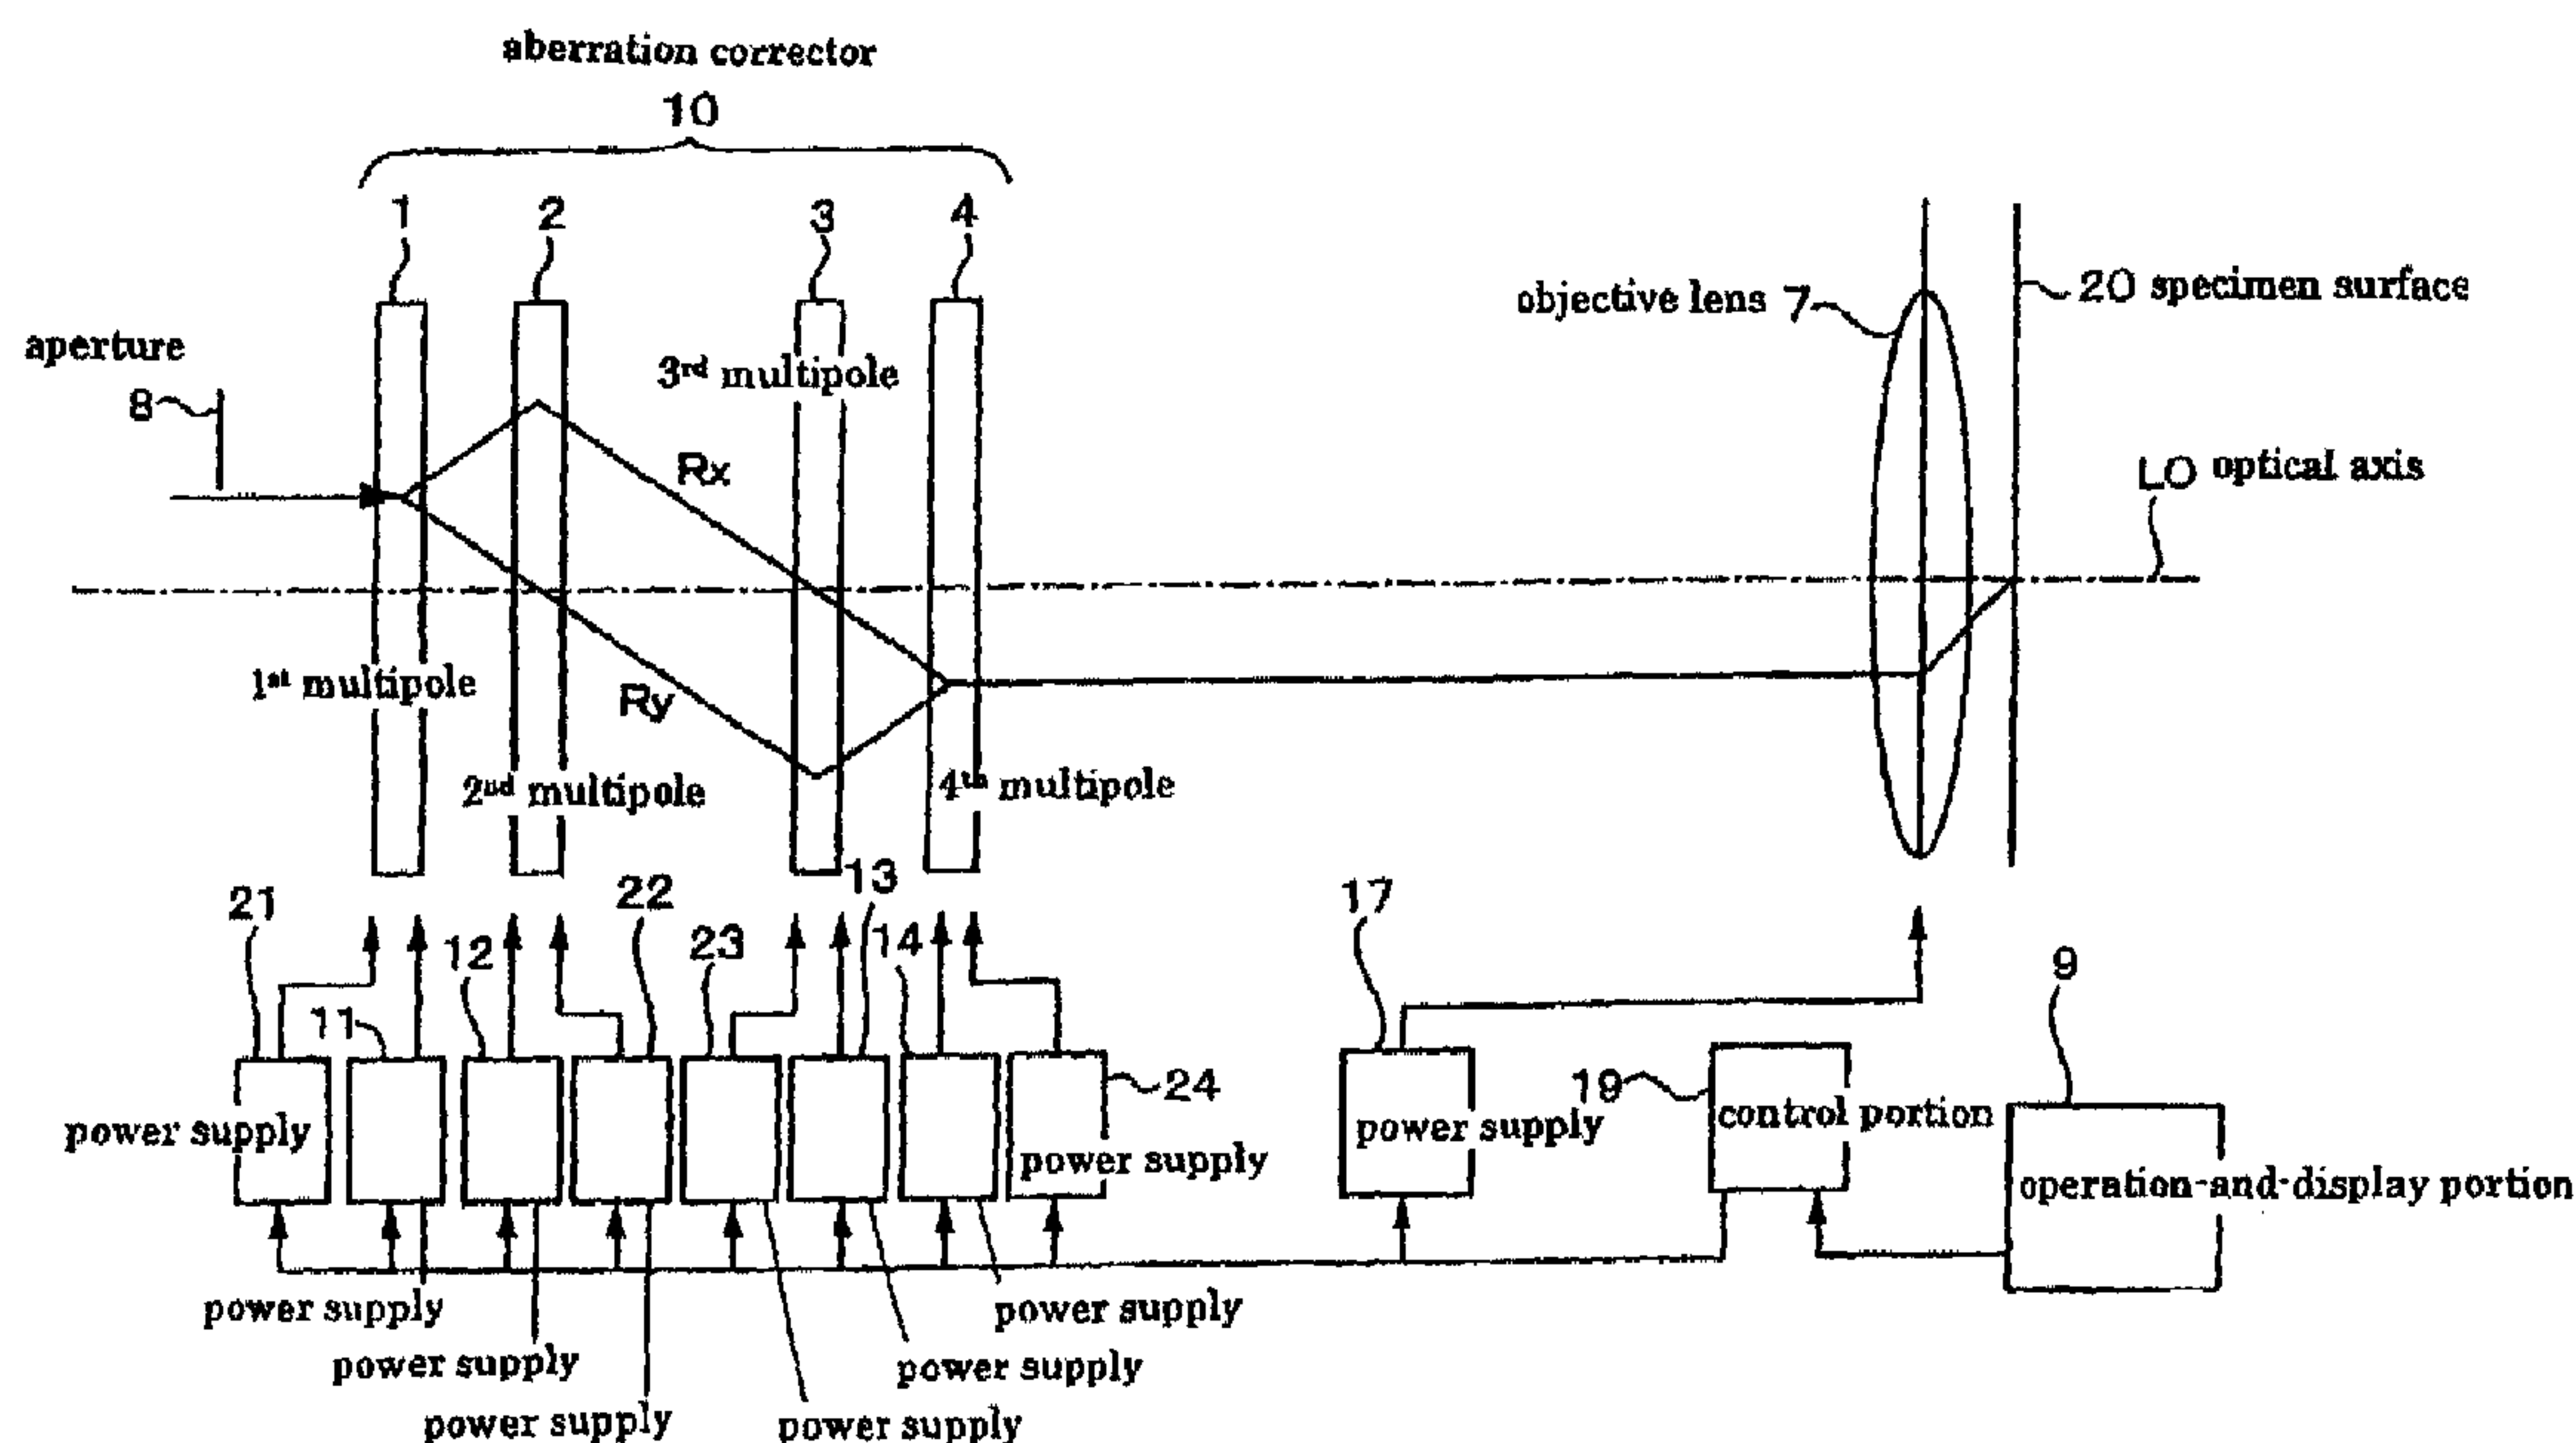 aberration corrector
10
1
2
3
4
objective lens 7
20 specimen surface
aperture
8
3rd multipole
Rx
LO optical axis
1st multipole
Ry
2nd multipole
4th multipole
21
11
12
22
23
13
14
24
17
19
9
power supply
power supply
power supply
control portion
operation-and-display portion
power supply
power supply
power supply
power supply
power supply
power supply